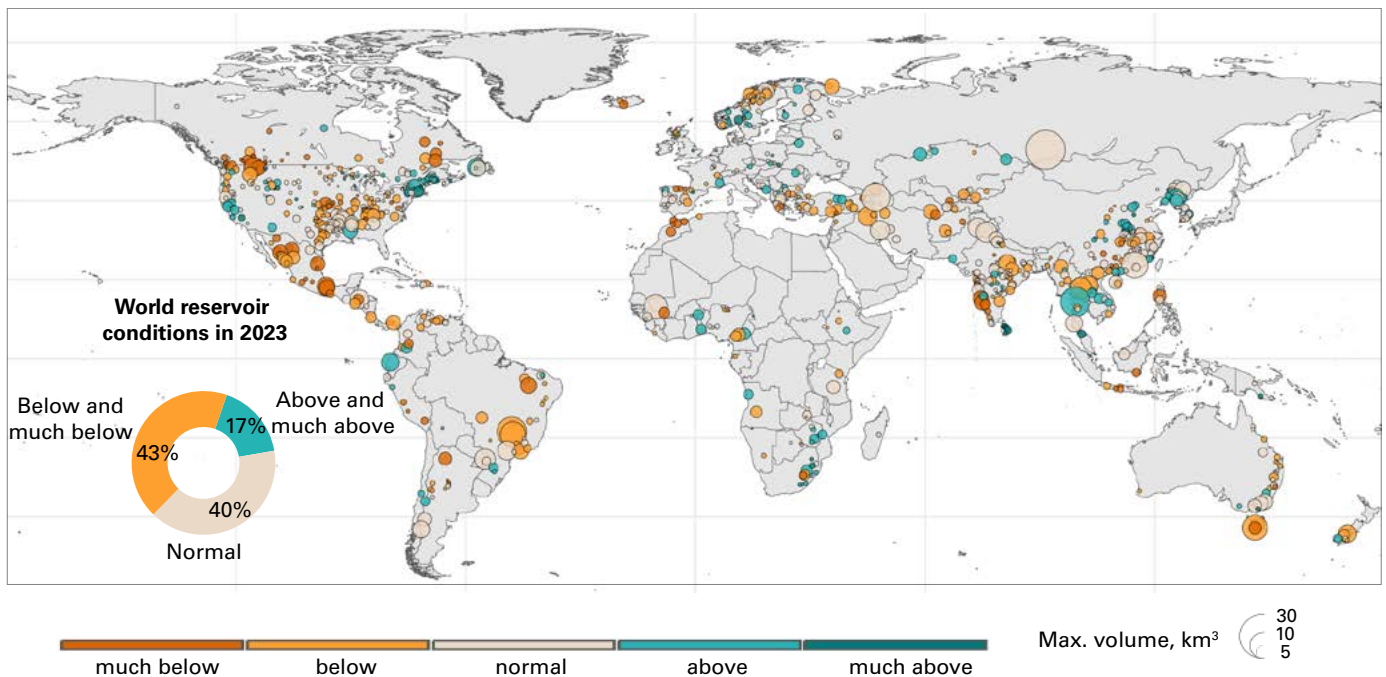 World reservoir
conditions in 2023
Below and
much below
Above and
much above
17%
43%
40%
Normal
much below
below
normal
above
much above
Max. volume, km³
30
10
5